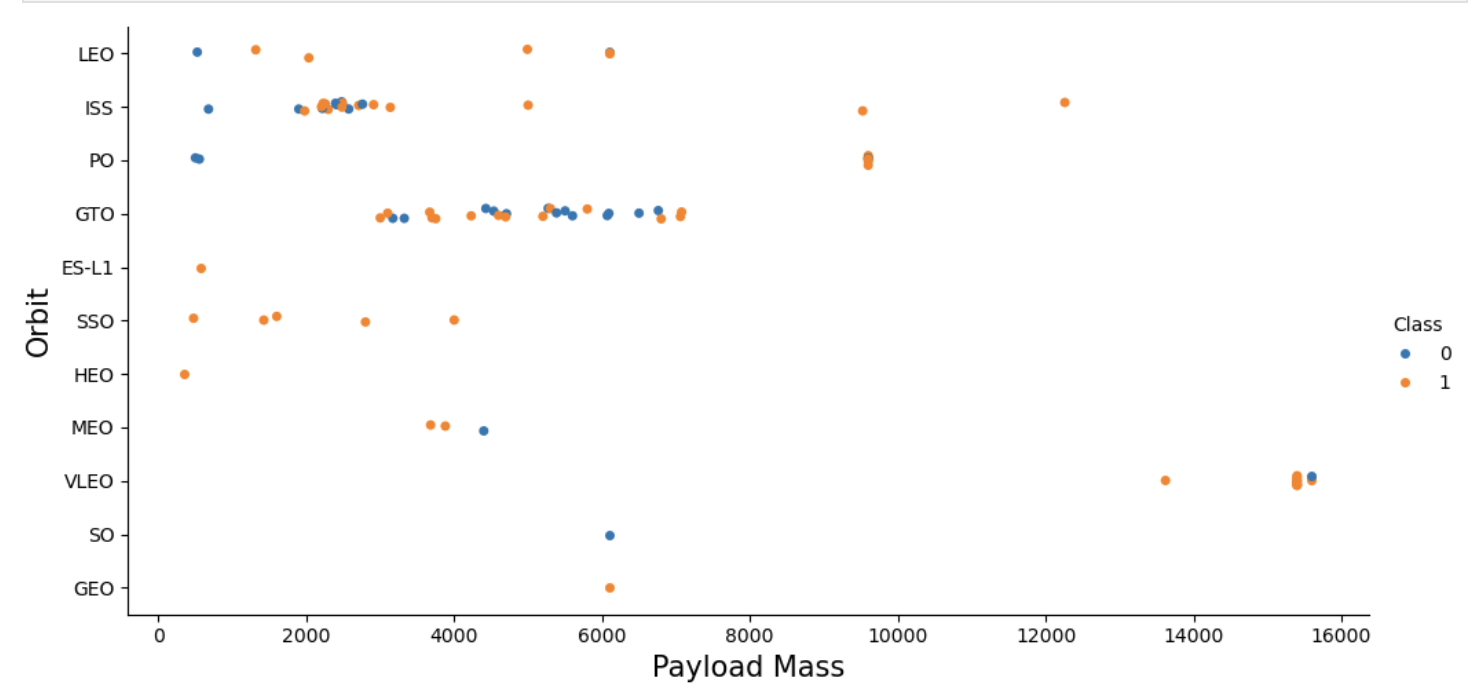 LEO
ISS
PO
GTO
ES-L1
SSO
HEO
MEO
VLEO
SO
GEO
Orbit
0 2000 4000 6000 8000 10000 12000 14000 16000
Payload Mass
Class
0
1